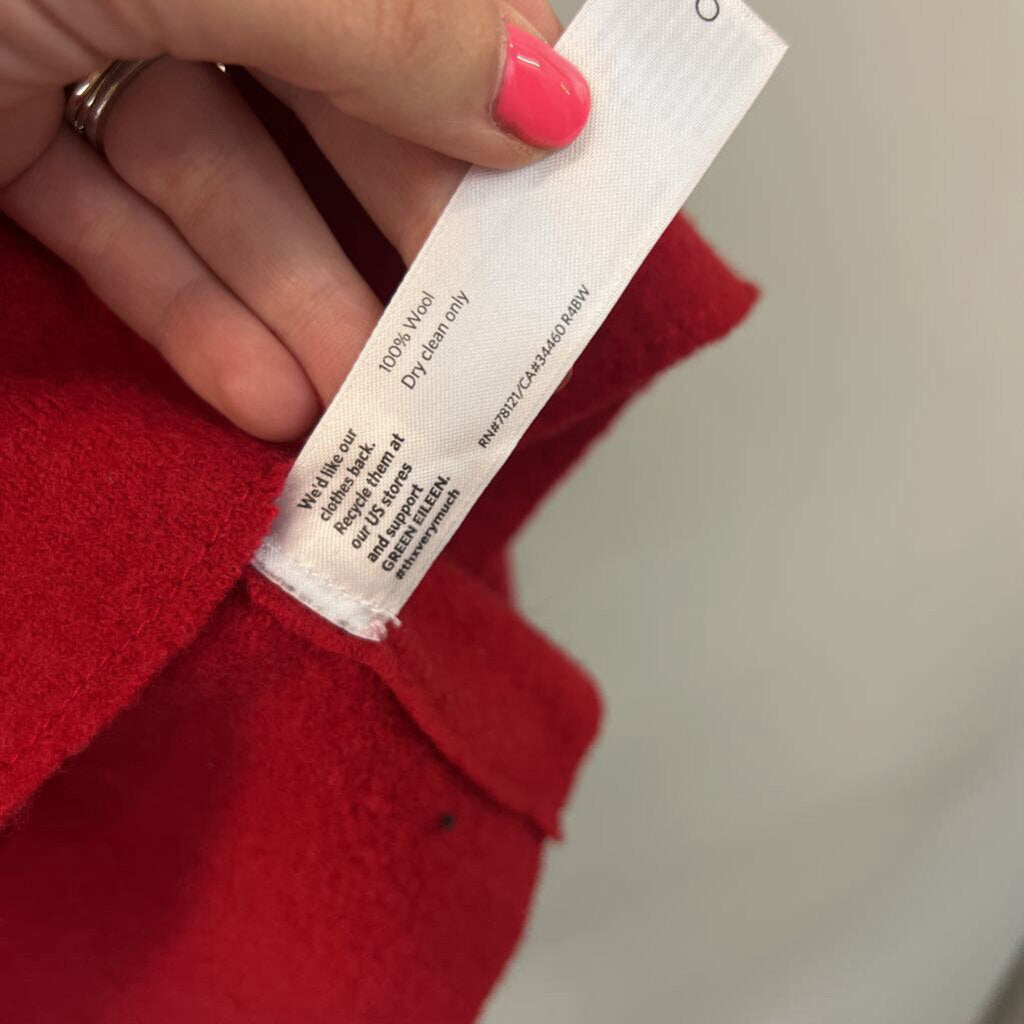 100% Wool
Dry clean only
RN#78121/CA#34460 R4BW
We'd like our
clothes back.
Recycle them at
our US stores
and support
GREEN EILEEN.
#thxverymuch